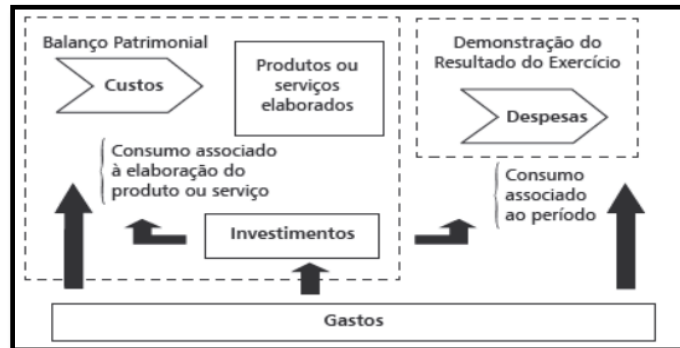 Balanço Patrimonial
Custos
Produtos ou
serviços
elaborados
Consumo associado
à elaboração do
produto ou serviço
Investimentos
Demonstração do
Resultado do Exercício
Despesas
Consumo
associado
ao período
Gastos